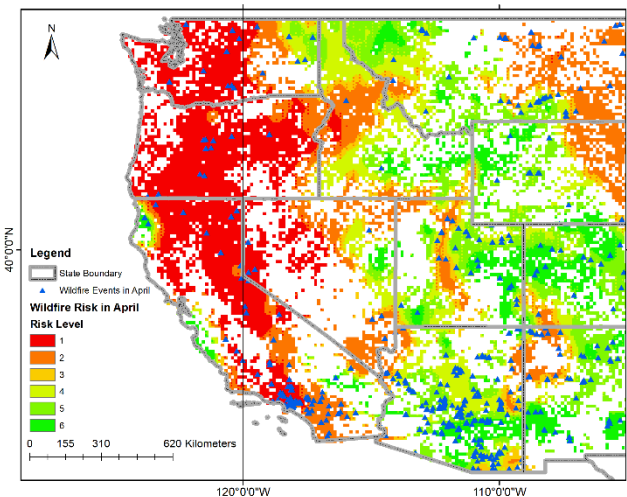 N
40°0'0"N
Legend
State Boundary
Wildfire Events in April
Wildfire Risk in April
Risk Level
1
2
3
4
5
6
0 155 310 620 Kilometers
120°0'0"W 110°0'0"W